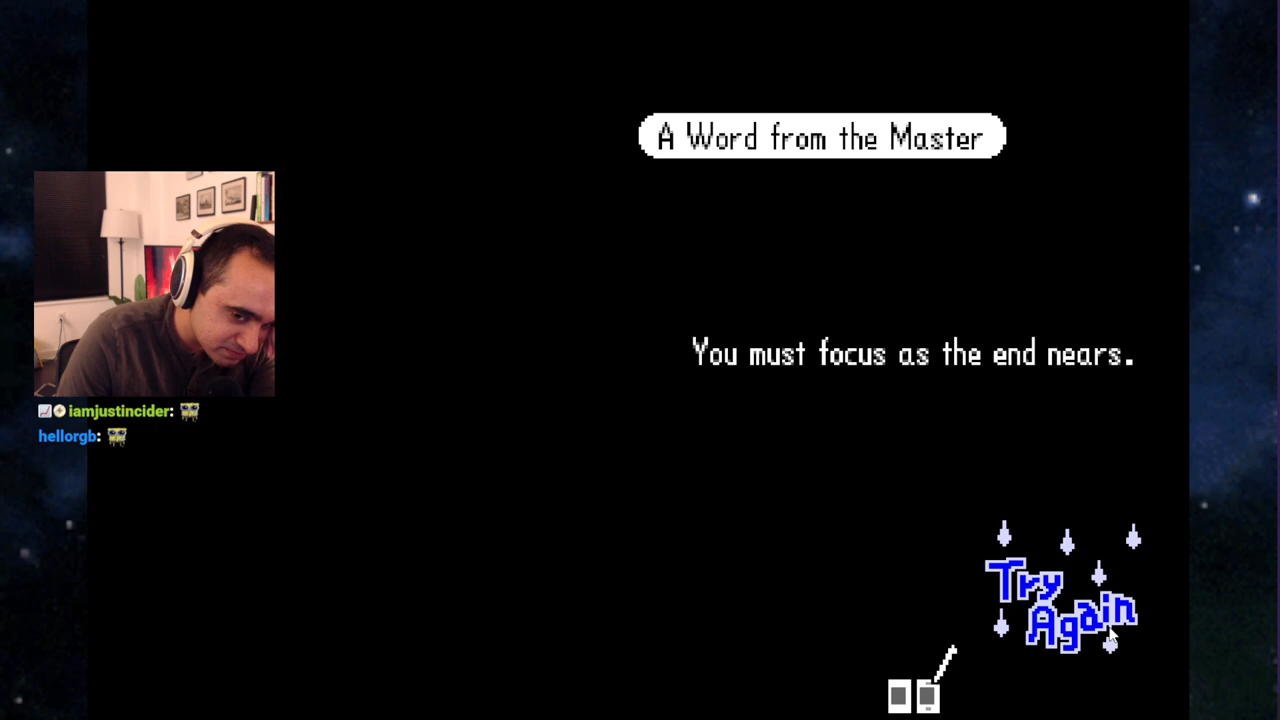 A Word from the Master
You must focus as the end nears.
iamjustincider:
hellorgb:
Try
Again